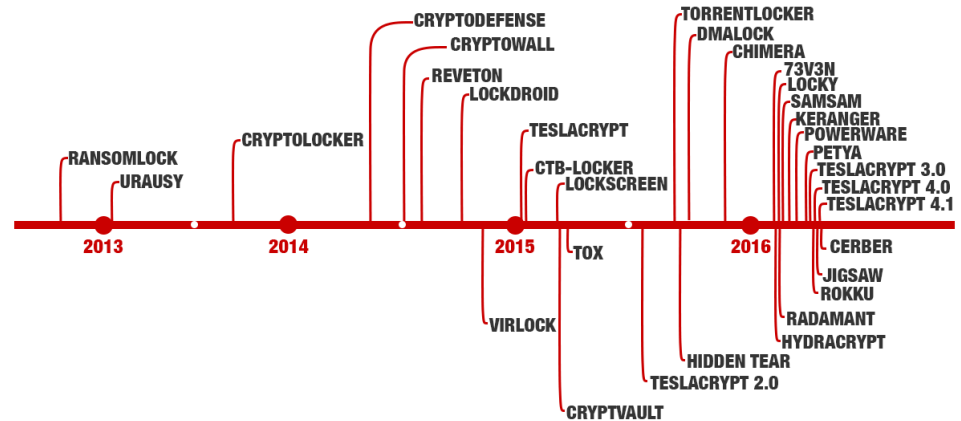 CRYPTODEFENSE
CRYPTOWALL
REVETON
LOCKDROID
CRYPTOLOCKER
RANSOMLOCK
URAUSY
TESLACRYPT
CTB-LOCKER
LOCKSCREEN
TORRENTLOCKER
DMALOCK
CHIMERA
73V3N
LOCKY
SAMSAM
KERANGER
POWERWARE
PETYA
TESLACRYPT 3.0
TESLACRYPT 4.0
TESLACRYPT 4.1
2013
2014
2015
2016
TOX
VIRLOCK
CRYPTVAULT
TESLACRYPT 2.0
HIDDEN TEAR
CERBER
JIGSAW
ROKKU
RADAMANT
HYDRACRYPT